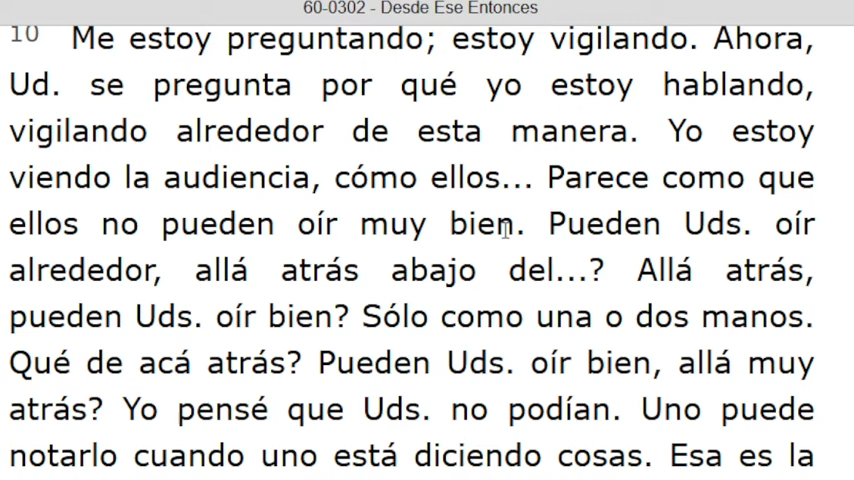 60-0302 - Desde Ese Entonces
10 Me estoy preguntando; estoy vigilando. Ahora,
Ud. se pregunta por qué yo estoy hablando,
vigilando alrededor de esta manera. Yo estoy
viendo la audiencia, cómo ellos... Parece como que
ellos no pueden oír muy bien. Pueden Uds. oír
alrededor, allá atrás abajo del...? Allá atrás,
pueden Uds. oír bien? Sólo como una o dos manos.
Qué de acá atrás? Pueden Uds. oír bien, allá muy
atrás? Yo pensé que Uds. no podían. Uno puede
notarlo cuando uno está diciendo cosas. Esa es la